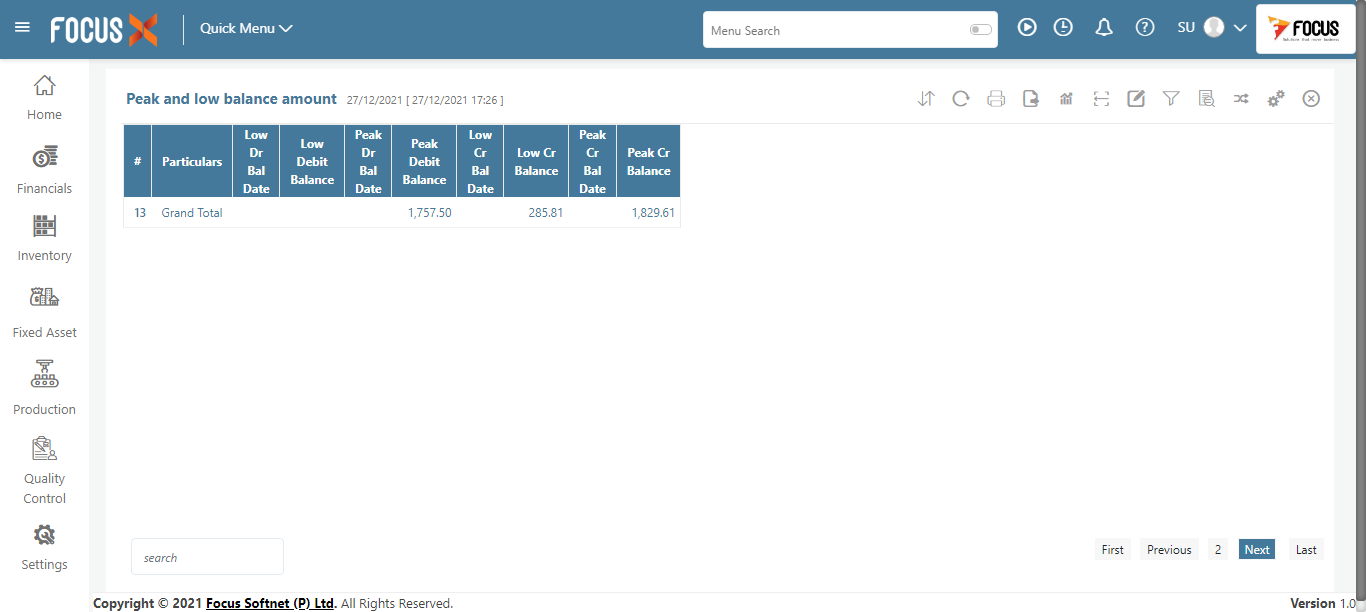 FOCUS X
Quick Menu
Menu Search
SU
FOCUS
Home
Financials
Inventory
Fixed Asset
Production
Quality
Control
Settings
Peak and low balance amount 27/12/2021 [ 27/12/2021 17:26 ]
# Particulars Low Dr Bal Date Low Debit Balance Peak Dr Bal Date Peak Debit Balance Low Cr Bal Date Low Cr Balance Peak Cr Bal Date Peak Cr Balance
13 Grand Total 1,757.50 285.81 1,829.61
search
First Previous 2 Next Last
Copyright © 2021 Focus Softnet (P) Ltd. All Rights Reserved.
Version 1.0